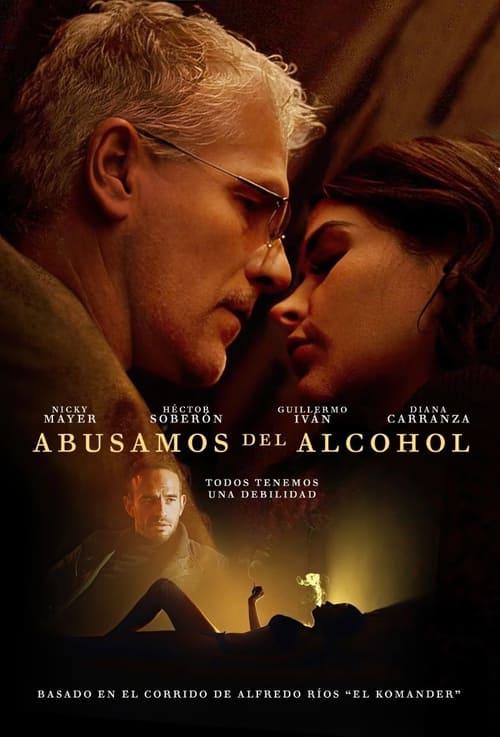 NICKY MAYER
HÉCTOR SOBERÓN
GUILLERMO IVÁN
DIANA CARRANZA
ABUSAMOS DEL ALCOHOL
TODOS TENEMOS
UNA DEBILIDAD
BASADO EN EL CORRIDO DE ALFREDO RÍOS "EL KOMANDER"